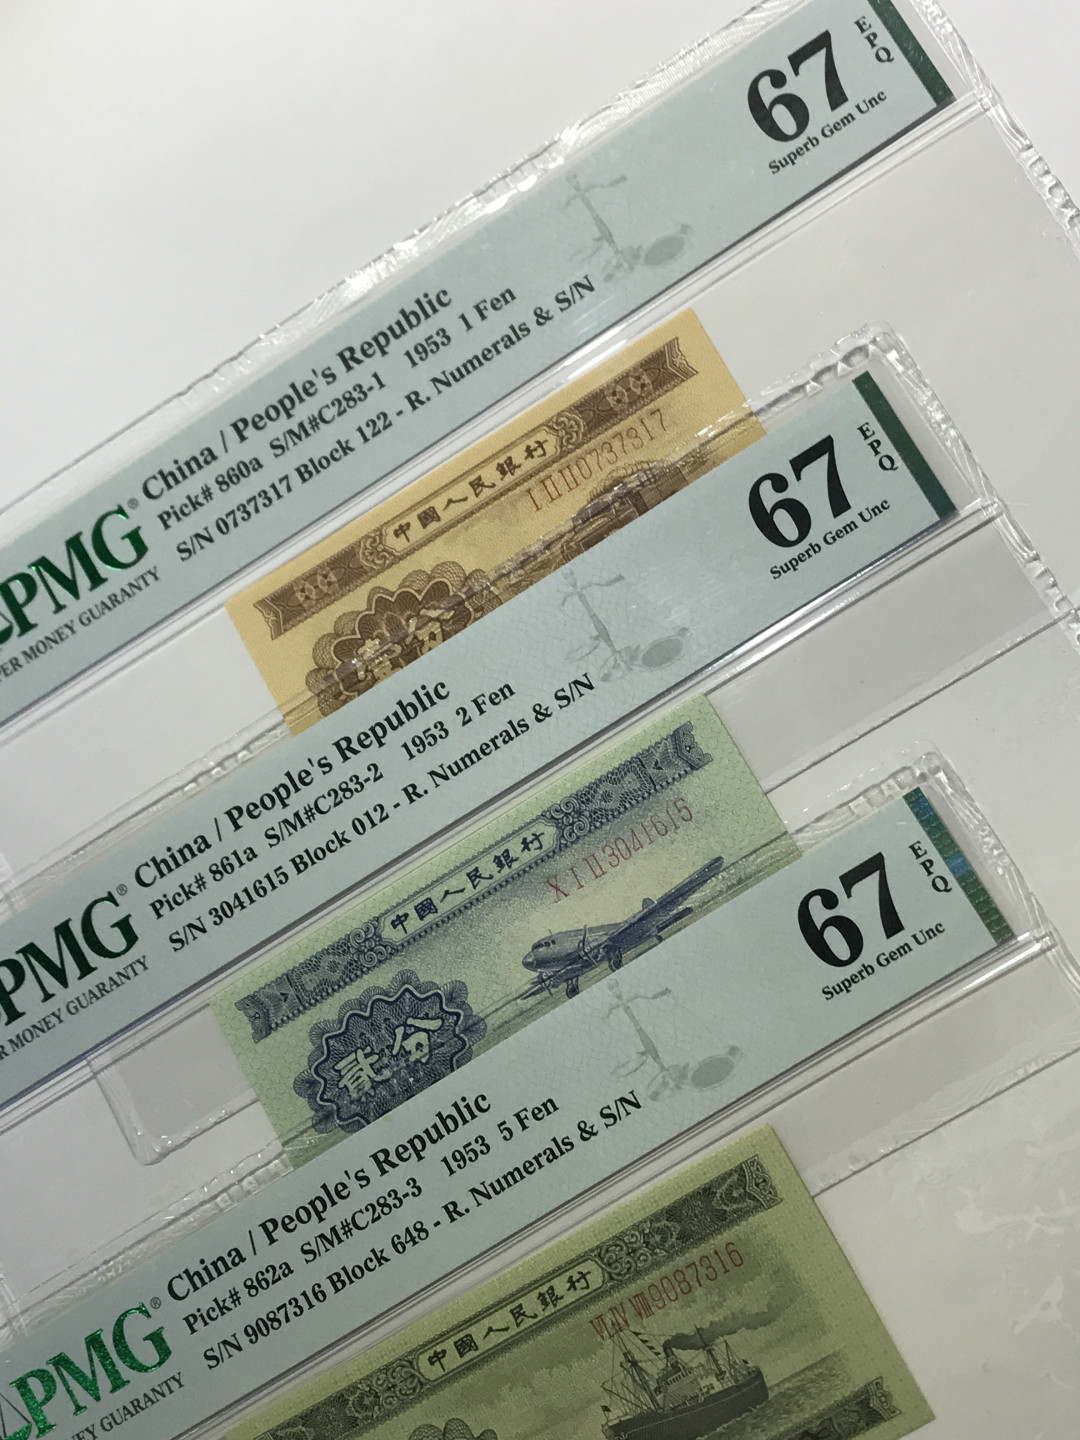 67
EPQ
Superb Gem Unc
China / People's Republic
Pick# 860a S/M#C283-1 1953 1 Fen
S/N 0737317 Block 122 - R. Numerals & S/N
PMG®
MONEY GUARANTY
中國人民銀行
I II II 0737317
壹分
67
EPQ
Superb Gem Unc
China / People's Republic
Pick# 861a S/M#C283-2 1953 2 Fen
S/N 3041615 Block 012 - R. Numerals & S/N
PMG®
MONEY GUARANTY
中國人民銀行
X I II 3041615
貳分
67
EPQ
Superb Gem Unc
China / People's Republic
Pick# 862a S/M#C283-3 1953 5 Fen
S/N 9087316 Block 648 - R. Numerals & S/N
PMG®
GUARANTY
中國人民銀行
VI IV VIII 9087316